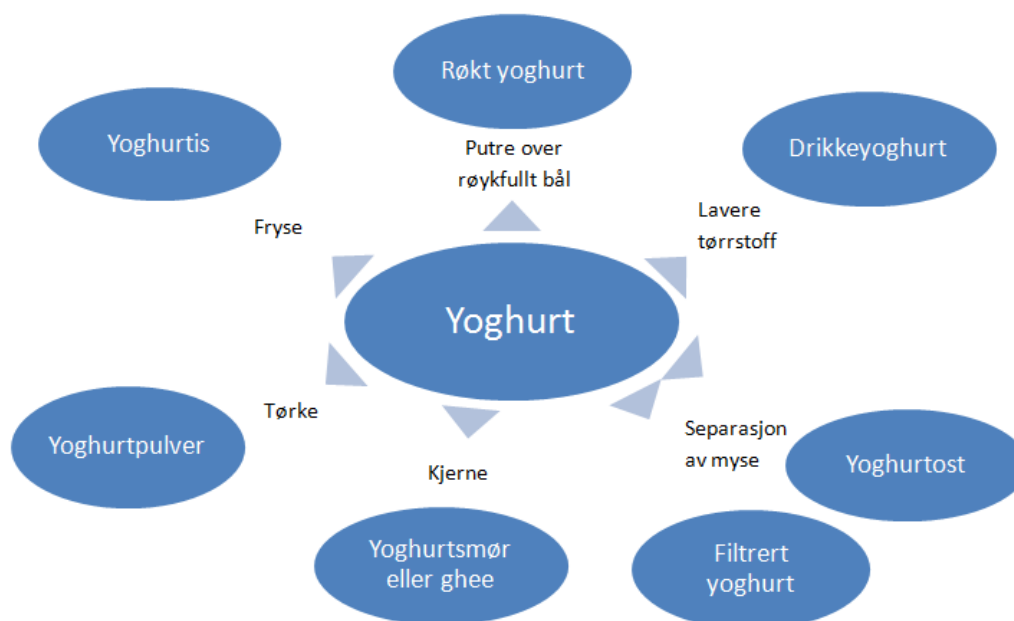 Røkt yoghurt
Yoghurtis
Drikkeyoghurt
Putre over
røykfullt bål
Lavere
tørrstoff
Fryse
Yoghurt
Tørke
Separasjon
av myse
Yoghurtpulver
Yoghurtost
Kjerne
Yoghurtsmør
eller ghee
Filtrert
yoghurt